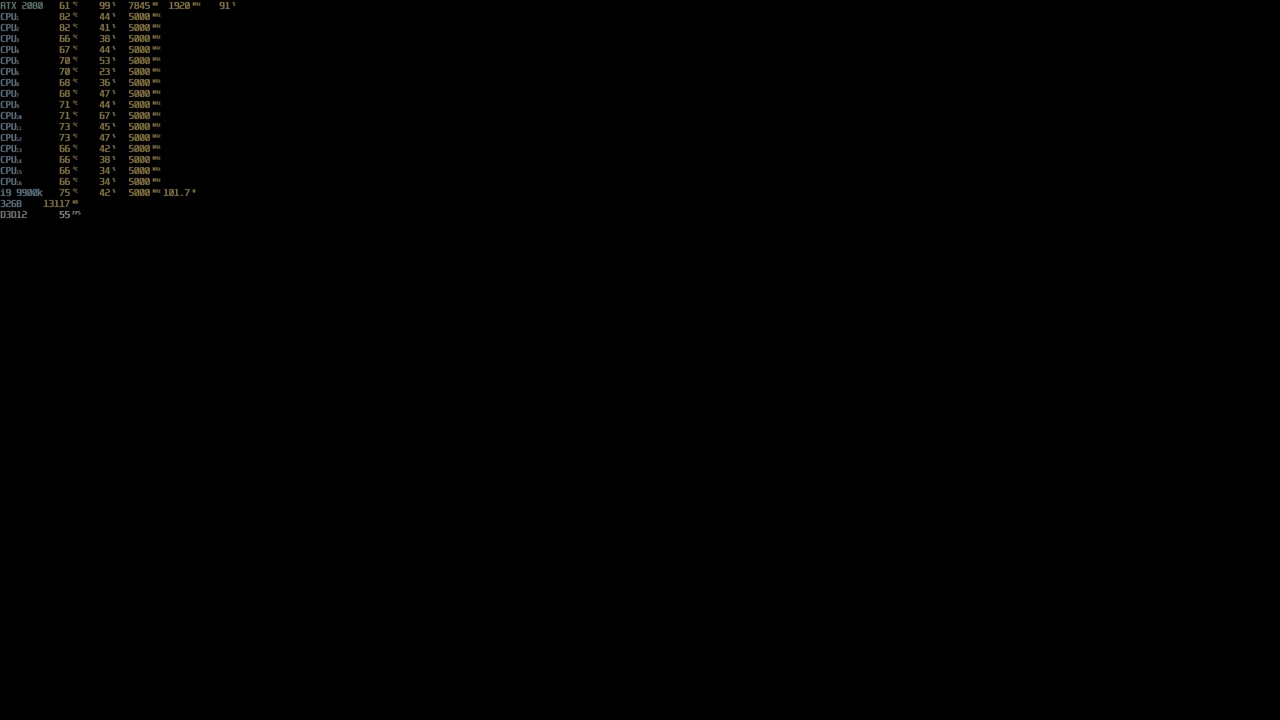 RTX 2080 61 °C 99 % 7845 MB 1920 MHz 91 %
CPU1 82 °C 44 % 5000 MHz
CPU2 82 °C 41 % 5000 MHz
CPU3 66 °C 38 % 5000 MHz
CPU4 67 °C 44 % 5000 MHz
CPU5 70 °C 53 % 5000 MHz
CPU6 70 °C 23 % 5000 MHz
CPU7 68 °C 36 % 5000 MHz
CPU8 68 °C 47 % 5000 MHz
CPU9 71 °C 44 % 5000 MHz
CPU10 71 °C 67 % 5000 MHz
CPU11 73 °C 45 % 5000 MHz
CPU12 73 °C 47 % 5000 MHz
CPU13 66 °C 42 % 5000 MHz
CPU14 66 °C 38 % 5000 MHz
CPU15 66 °C 34 % 5000 MHz
CPU16 66 °C 34 % 5000 MHz
i9 9900k 75 °C 42 % 5000 MHz 101.7 W
32GB 13117 MB
D3D12 55 FPS